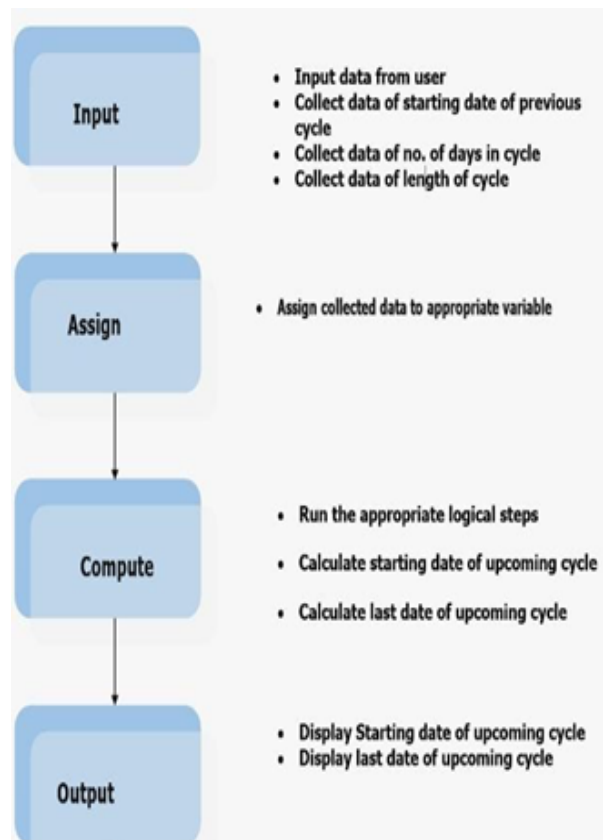 Input
• Input data from user
• Collect data of starting date of previous
cycle
• Collect data of no. of days in cycle
• Collect data of length of cycle
Assign
• Assign collected data to appropriate variable
Compute
• Run the appropriate logical steps
• Calculate starting date of upcoming cycle
• Calculate last date of upcoming cycle
Output
• Display Starting date of upcoming cycle
• Display last date of upcoming cycle